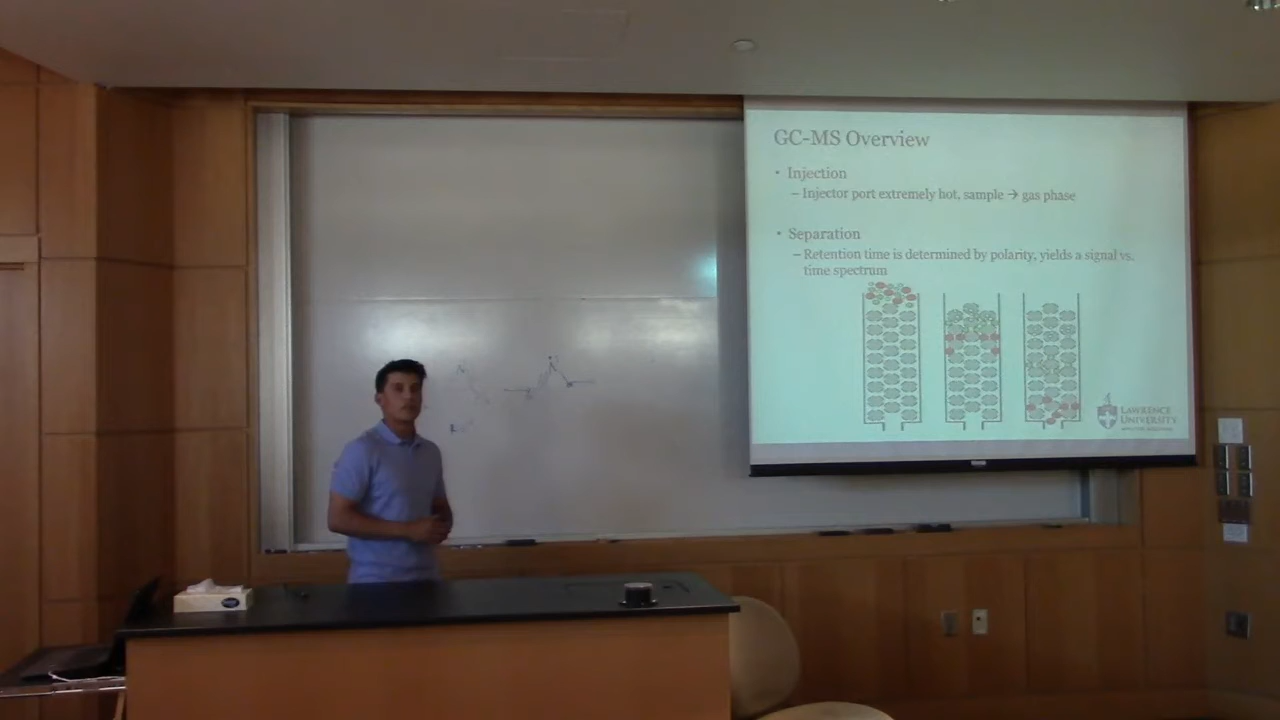 GC-MS Overview
• Injection
– Injector port extremely hot, sample → gas phase
• Separation
– Retention time is determined by polarity, yields a signal vs.
time spectrum
LAWRENCE
UNIVERSITY